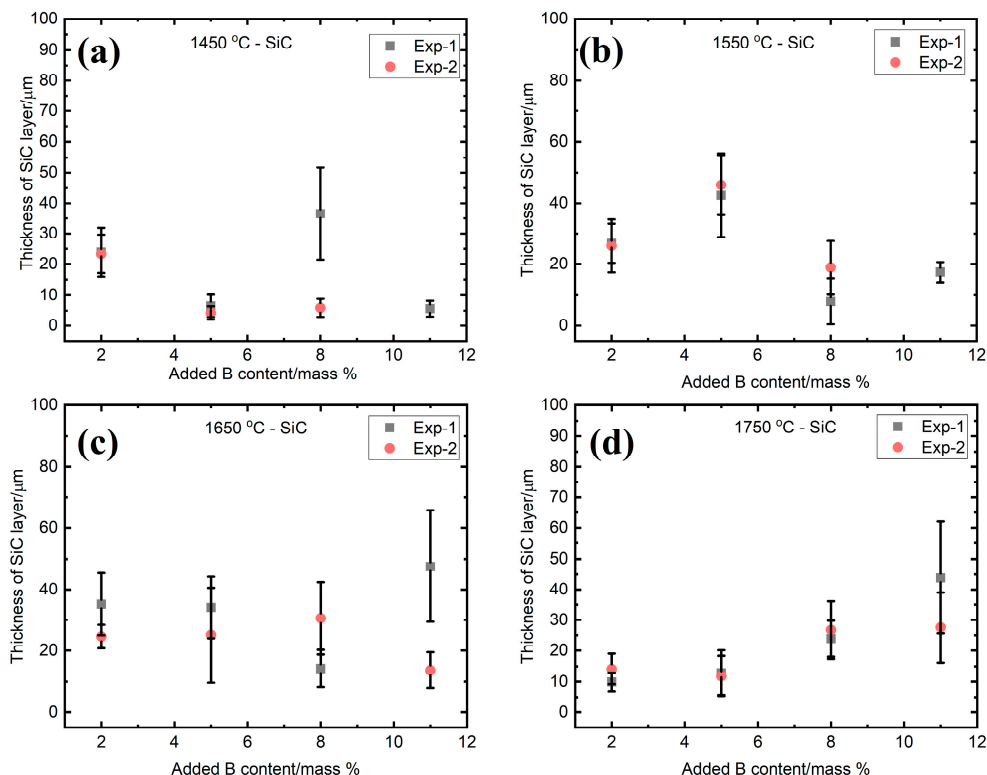 (a)
1450 °C - SiC
Exp-1
Exp-2
Thickness of SiC layer/μm
100
90
80
70
60
50
40
30
20
10
0
2 4 6 8 10 12
Added B content/mass %
(b)
1550 °C - SiC
Exp-1
Exp-2
Thickness of SiC layer/μm
100
80
60
40
20
0
2 4 6 8 10 12
Added B content/mass %
(c)
1650 °C - SiC
Exp-1
Exp-2
Thickness of SiC layer/μm
100
80
60
40
20
0
2 4 6 8 10 12
Added B content/mass %
(d)
1750 °C - SiC
Exp-1
Exp-2
Thickness of SiC layer/μm
100
90
80
70
60
50
40
30
20
10
0
2 4 6 8 10 12
Added B content/mass %